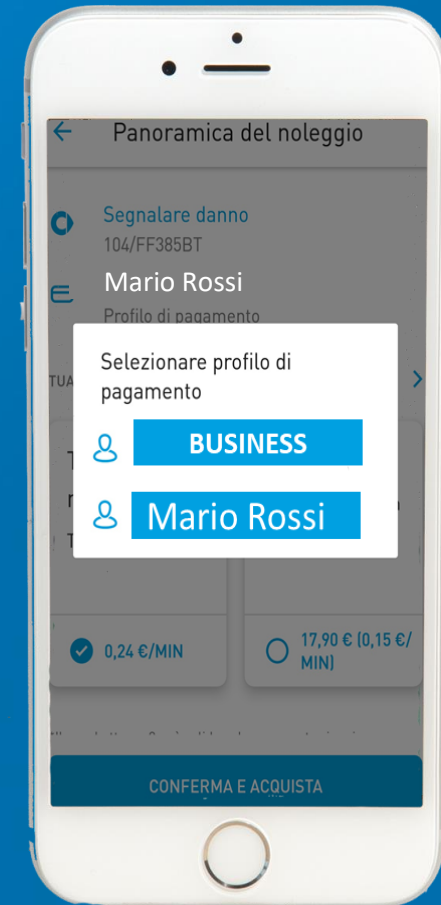 Panoramica del noleggio
Segnalare danno
104/FF385BT
Mario Rossi
Profilo di pagamento
TUA
Selezionare profilo di
pagamento
BUSINESS
Mario Rossi
0,24 €/MIN
17,90 € (0,15 €/
MIN)
CONFERMA E ACQUISTA